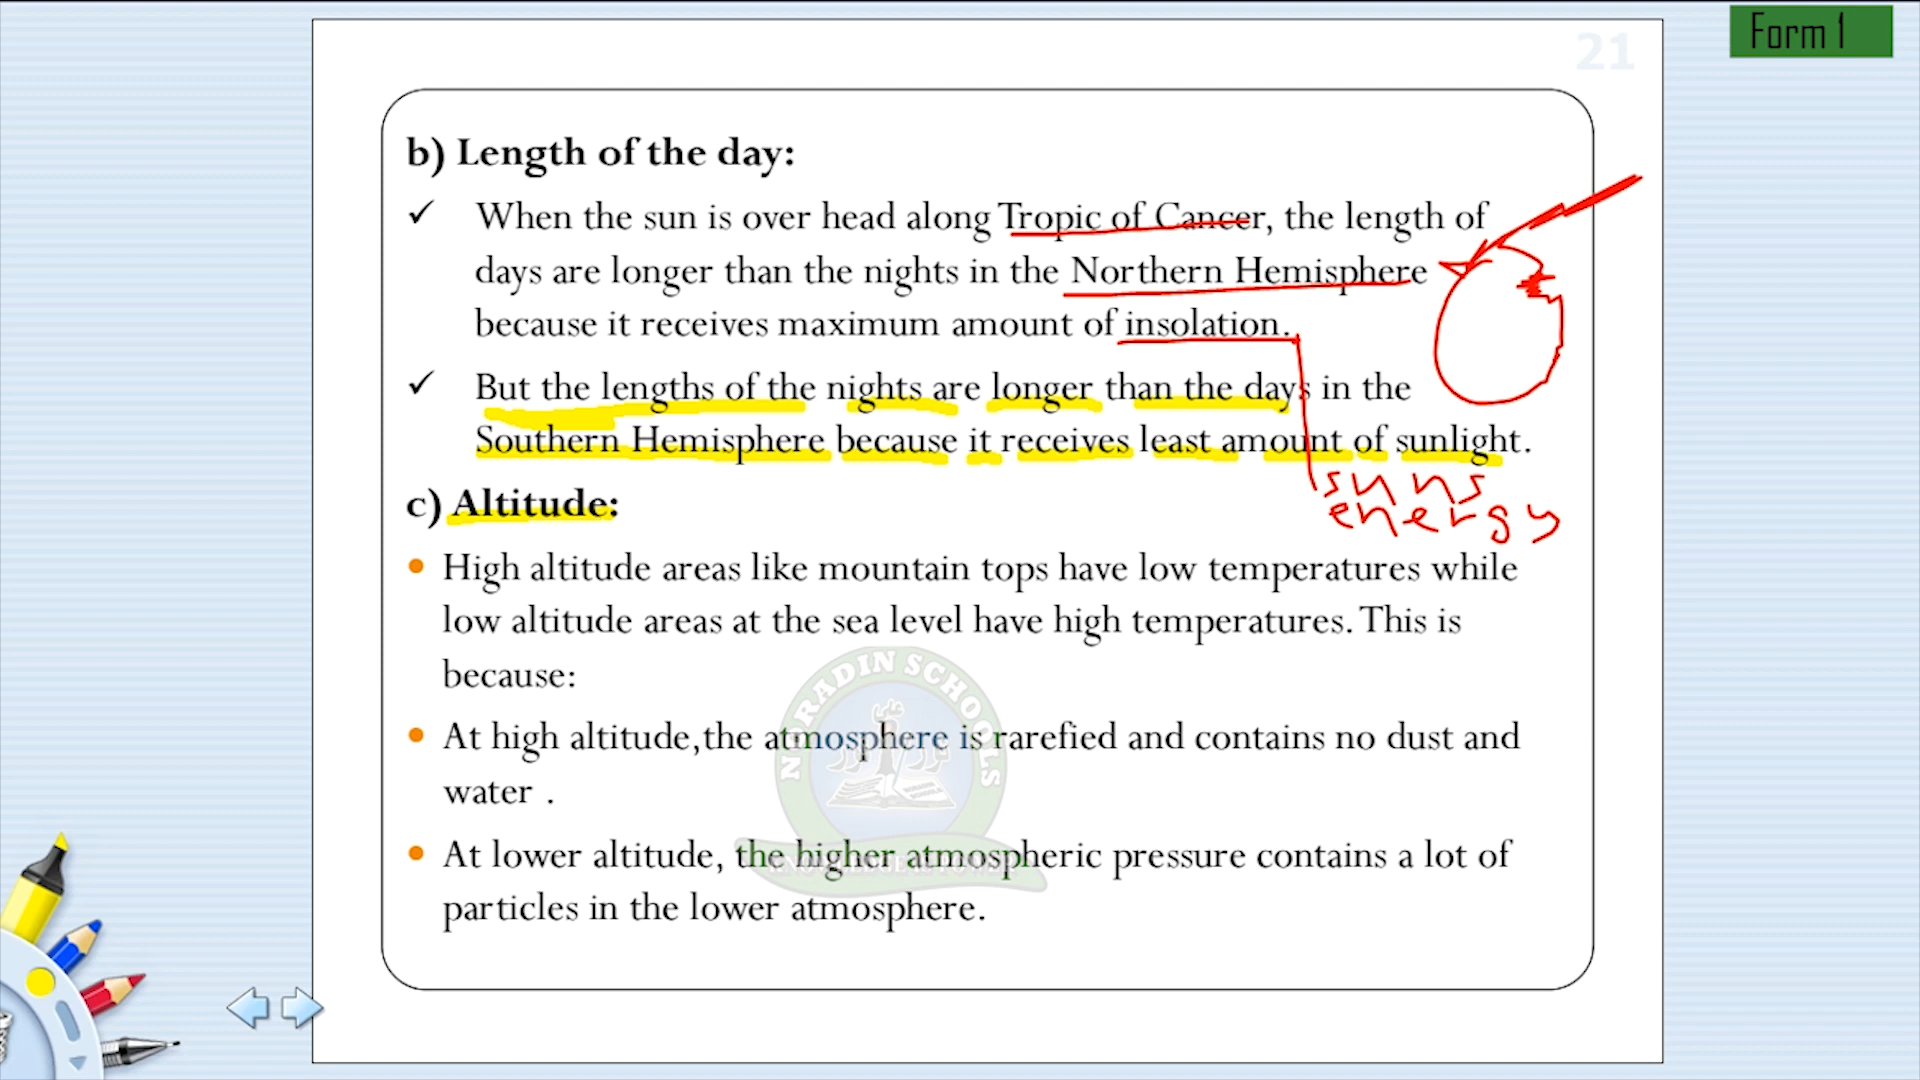 Form 1
21
b) Length of the day:
✓ When the sun is over head along Tropic of Cancer, the length of
days are longer than the nights in the Northern Hemisphere
because it receives maximum amount of insolation.
✓ But the lengths of the nights are longer than the days in the
Southern Hemisphere because it receives least amount of sunlight.
suns
energy
c) Altitude:
• High altitude areas like mountain tops have low temperatures while
low altitude areas at the sea level have high temperatures. This is
because:
• At high altitude,the atmosphere is rarefied and contains no dust and
water .
• At lower altitude, the higher atmospheric pressure contains a lot of
particles in the lower atmosphere.
NORADIN SCHOOLS
KNOWLEDGE IS POWER